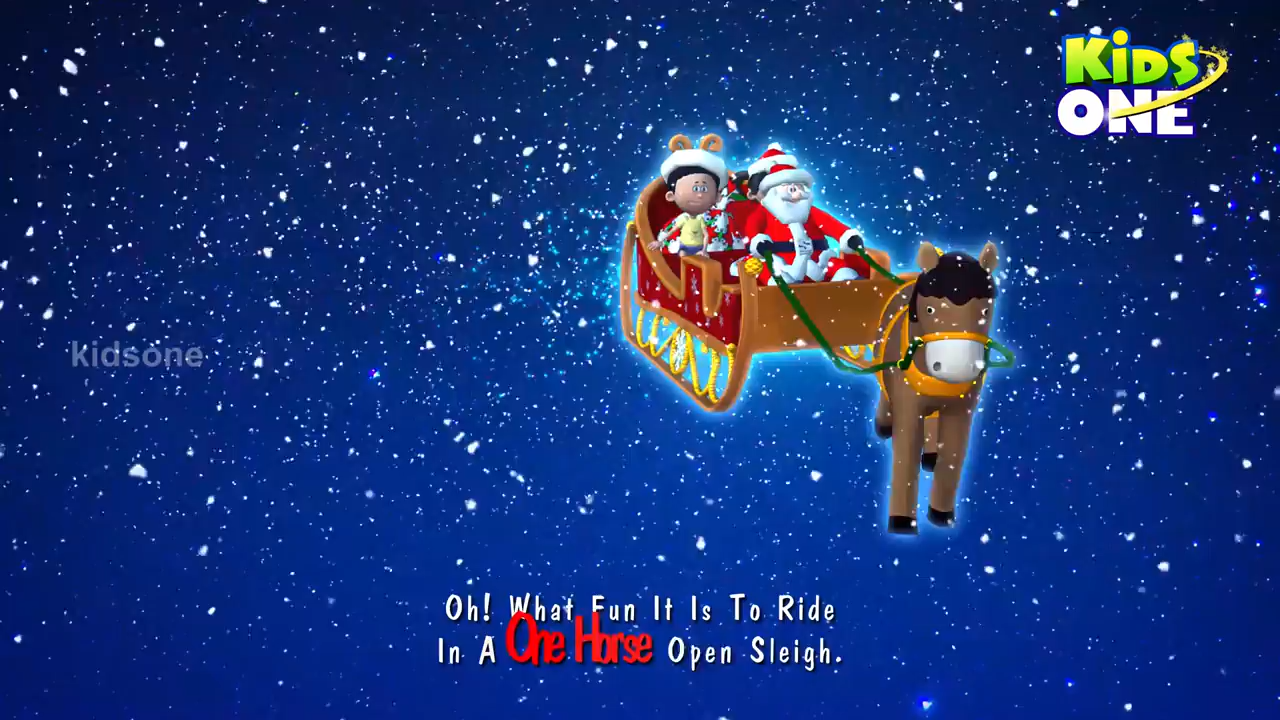 KiDS
ONE
kidsone
Oh! What Fun It Is To Ride
In A One Horse Open Sleigh.